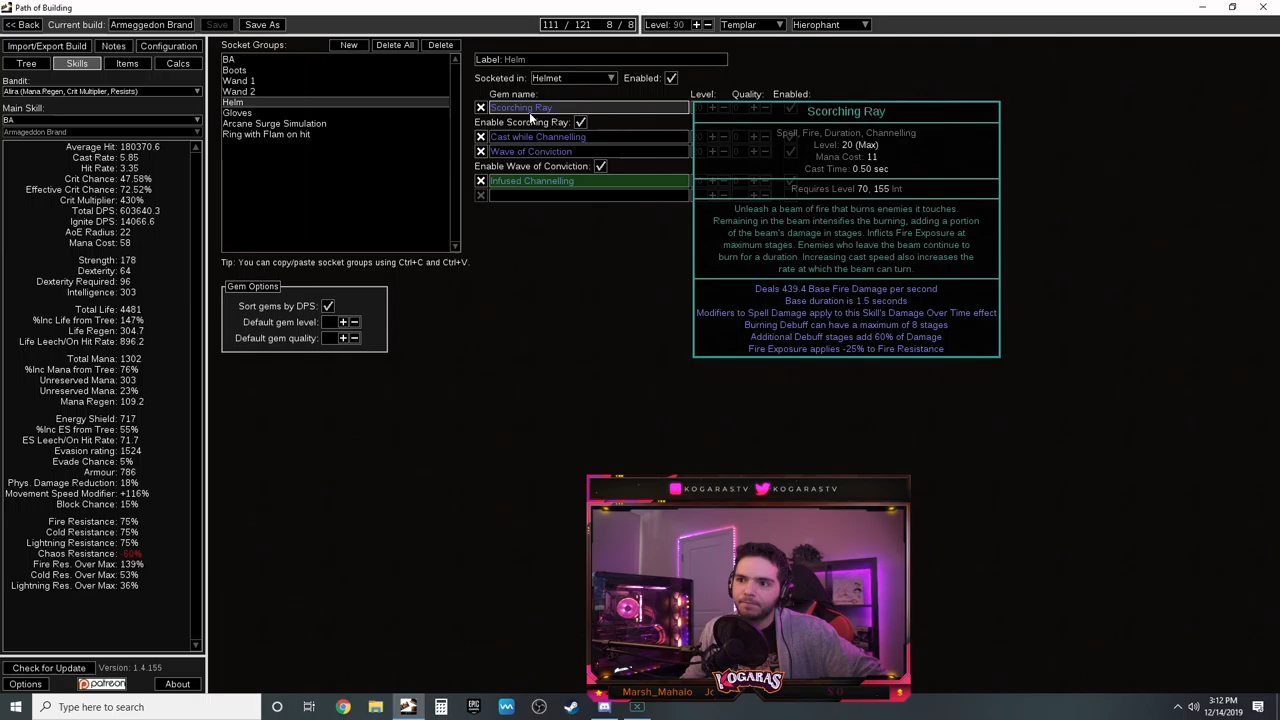 Path of Building
<< Back
Current build:
Armeggedon Brand
Save
Save As
111 / 121 8 / 8
Level: 90
Templar
Hierophant
Import/Export Build
Notes
Configuration
Tree
Skills
Items
Calcs
Bandit:
Alira (Mana Regen, Crit Multiplier, Resists)
Main Skill:
BA
Armageddon Brand
Average Hit: 180370.6
Cast Rate: 5.85
Hit Rate: 3.35
Crit Chance: 47.58%
Effective Crit Chance: 72.52%
Crit Multiplier: 430%
Total DPS: 603640.3
Ignite DPS: 14066.6
AoE Radius: 22
Mana Cost: 58
Strength: 178
Dexterity: 64
Dexterity Required: 96
Intelligence: 303
Total Life: 4481
%Inc Life from Tree: 147%
Life Regen: 304.7
Life Leech/On Hit Rate: 896.2
Total Mana: 1302
%Inc Mana from Tree: 76%
Unreserved Mana: 303
Unreserved Mana: 23%
Mana Regen: 109.2
Energy Shield: 717
%Inc ES from Tree: 55%
ES Leech/On Hit Rate: 71.7
Evasion rating: 1524
Evade Chance: 5%
Armour: 786
Phys. Damage Reduction: 18%
Movement Speed Modifier: +116%
Block Chance: 15%
Fire Resistance: 75%
Cold Resistance: 75%
Lightning Resistance: 75%
Chaos Resistance: -60%
Fire Res. Over Max: 139%
Cold Res. Over Max: 53%
Lightning Res. Over Max: 36%
Check for Update
Version: 1.4.155
Options
patreon
About
Socket Groups:
New
Delete All
Delete
BA
Boots
Wand 1
Wand 2
Helm
Gloves
Arcane Surge Simulation
Ring with Flam on hit
Tip: You can copy/paste socket groups using Ctrl+C and Ctrl+V.
Gem Options
Sort gems by DPS:
Default gem level:
Default gem quality:
Label: Helm
Socketed in:
Helmet
Enabled:
Gem name:
Level:
Quality:
Enabled:
Scorching Ray
Enable Scorching Ray:
Cast while Channelling
Wave of Conviction
Enable Wave of Conviction:
Infused Channelling
Scorching Ray
Spell, Fire, Duration, Channelling
Level: 20 (Max)
Mana Cost: 11
Cast Time: 0.50 sec
Requires Level 70, 155 Int
Unleash a beam of fire that burns enemies it touches.
Remaining in the beam intensifies the burning, adding a
portion of the beam's damage in stages. Inflicts Fire Exposure at
maximum stages. Enemies who leave the beam continue to
burn for a duration. Increasing cast speed also increases the
rate at which the beam can turn.
Deals 439.4 Base Fire Damage per second
Base duration is 1.5 seconds
Modifiers to Spell Damage apply to this Skill's Damage Over Time effect
Burning Debuff can have a maximum of 8 stages
Additional Debuff stages add 60% of Damage
Fire Exposure applies -25% to Fire Resistance
KOGARASTV
KOGARASTV
KOGARAS
Marsh_Mahalo
Type here to search
3:12 PM
12/14/2019